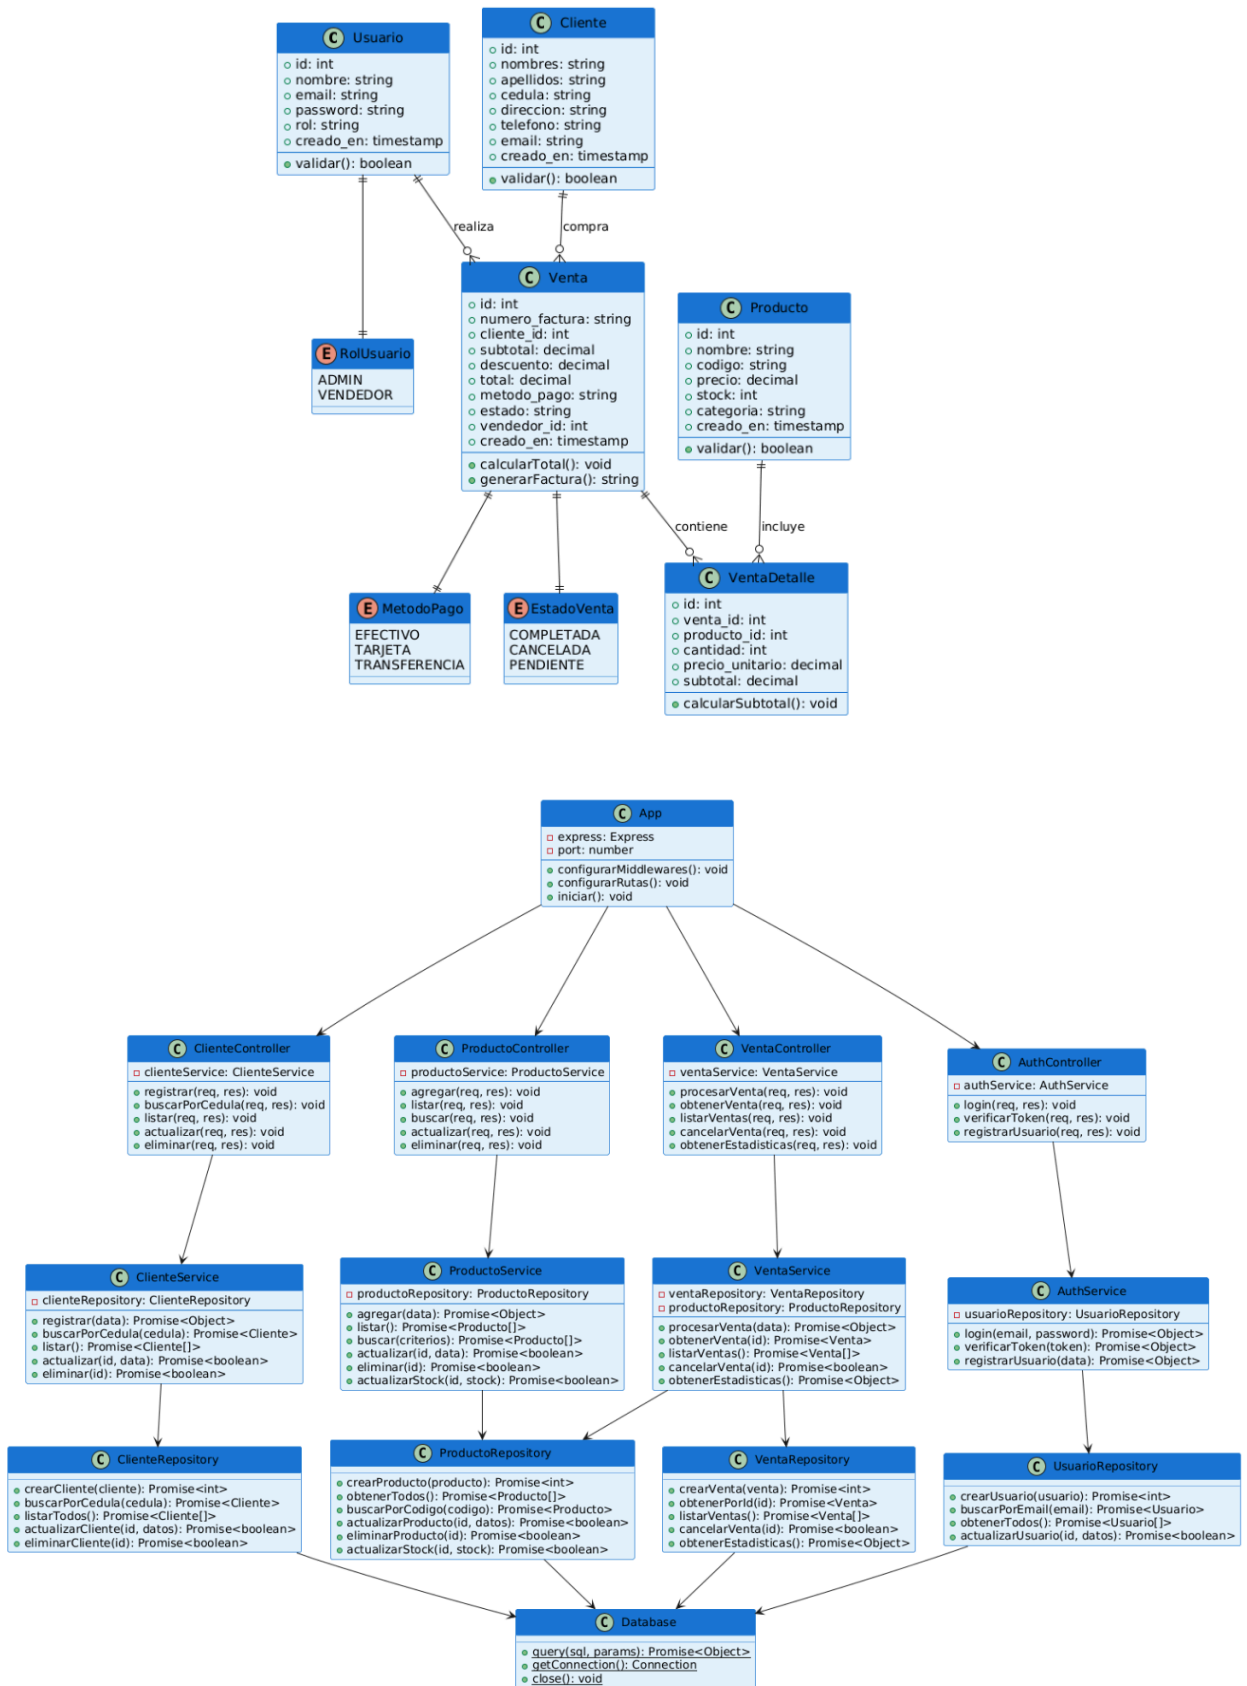 Usuario
id: int
nombre: string
email: string
password: string
rol: string
creado_en: timestamp
validar(): boolean
Cliente
id: int
nombres: string
apellidos: string
cedula: string
direccion: string
telefono: string
email: string
creado_en: timestamp
validar(): boolean
realiza
compra
RolUsuario
ADMIN
VENDEDOR
Venta
id: int
numero_factura: string
cliente_id: int
subtotal: decimal
descuento: decimal
total: decimal
metodo_pago: string
estado: string
vendedor_id: int
creado_en: timestamp
calcularTotal(): void
generarFactura(): string
Producto
id: int
nombre: string
codigo: string
precio: decimal
stock: int
categoria: string
creado_en: timestamp
validar(): boolean
contiene
incluye
MetodoPago
EFECTIVO
TARJETA
TRANSFERENCIA
EstadoVenta
COMPLETADA
CANCELADA
PENDIENTE
VentaDetalle
id: int
venta_id: int
producto_id: int
cantidad: int
precio_unitario: decimal
subtotal: decimal
calcularSubtotal(): void
App
express: Express
port: number
configurarMiddlewares(): void
configurarRutas(): void
iniciar(): void
ClienteController
clienteService: ClienteService
registrar(req, res): void
buscarPorCedula(req, res): void
listar(req, res): void
actualizar(req, res): void
eliminar(req, res): void
ProductoController
productoService: ProductoService
agregar(req, res): void
listar(req, res): void
buscar(req, res): void
actualizar(req, res): void
eliminar(req, res): void
VentaController
ventaService: VentaService
procesarVenta(req, res): void
obtenerVenta(req, res): void
listarVentas(req, res): void
cancelarVenta(req, res): void
obtenerEstadisticas(req, res): void
AuthController
authService: AuthService
login(req, res): void
verificarToken(req, res): void
registrarUsuario(req, res): void
ClienteService
clienteRepository: ClienteRepository
registrar(data): Promise<Object>
buscarPorCedula(cedula): Promise<Cliente>
listar(): Promise<Cliente[]>
actualizar(id, data): Promise<boolean>
eliminar(id): Promise<boolean>
ProductoService
productoRepository: ProductoRepository
agregar(data): Promise<Object>
listar(): Promise<Producto[]>
buscar(criterios): Promise<Producto[]>
actualizar(id, data): Promise<boolean>
eliminar(id): Promise<boolean>
actualizarStock(id, stock): Promise<boolean>
VentaService
ventaRepository: VentaRepository
productoRepository: ProductoRepository
procesarVenta(data): Promise<Object>
obtenerVenta(id): Promise<Venta>
listarVentas(): Promise<Venta[]>
cancelarVenta(id): Promise<boolean>
obtenerEstadisticas(): Promise<Object>
AuthService
usuarioRepository: UsuarioRepository
login(email, password): Promise<Object>
verificarToken(token): Promise<Object>
registrarUsuario(data): Promise<Object>
ClienteRepository
crearCliente(cliente): Promise<int>
buscarPorCedula(cedula): Promise<Cliente>
listarTodos(): Promise<Cliente[]>
actualizarCliente(id, datos): Promise<boolean>
eliminarCliente(id): Promise<boolean>
ProductoRepository
crearProducto(producto): Promise<int>
obtenerTodos(): Promise<Producto[]>
buscarPorCodigo(codigo): Promise<Producto>
actualizarProducto(id, datos): Promise<boolean>
eliminarProducto(id): Promise<boolean>
actualizarStock(id, stock): Promise<boolean>
VentaRepository
crearVenta(venta): Promise<int>
obtenerPorId(id): Promise<Venta>
listarVentas(): Promise<Venta[]>
cancelarVenta(id): Promise<boolean>
obtenerEstadisticas(): Promise<Object>
UsuarioRepository
crearUsuario(usuario): Promise<int>
buscarPorEmail(email): Promise<Usuario>
obtenerTodos(): Promise<Usuario[]>
actualizarUsuario(id, datos): Promise<boolean>
Database
query(sql, params): Promise<Object>
getConnection(): Connection
close(): void